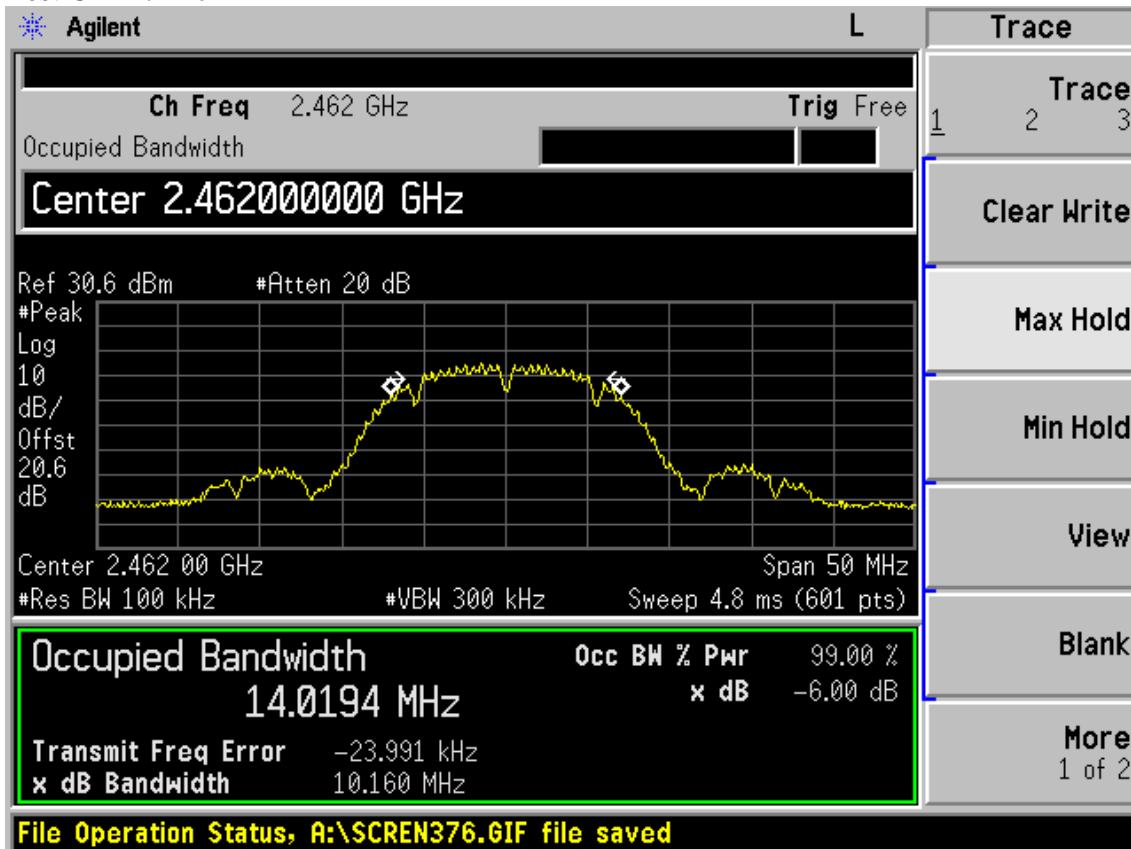 Agilent L Trace
Ch Freq 2.462 GHz Trig Free
Occupied Bandwidth
Center 2.462000000 GHz
Ref 30.6 dBm #Atten 20 dB
#Peak
Log
10
dB/
Offst
20.6
dB
Center 2.462 00 GHz Span 50 MHz
#Res BW 100 kHz #VBW 300 kHz Sweep 4.8 ms (601 pts)
Occupied Bandwidth Occ BW % Pwr 99.00 %
14.0194 MHz x dB -6.00 dB
Transmit Freq Error -23.991 kHz
x dB Bandwidth 10.160 MHz
File Operation Status, A:\SCREN376.GIF file saved
Trace
1 2 3
Clear Write
Max Hold
Min Hold
View
Blank
More
1 of 2